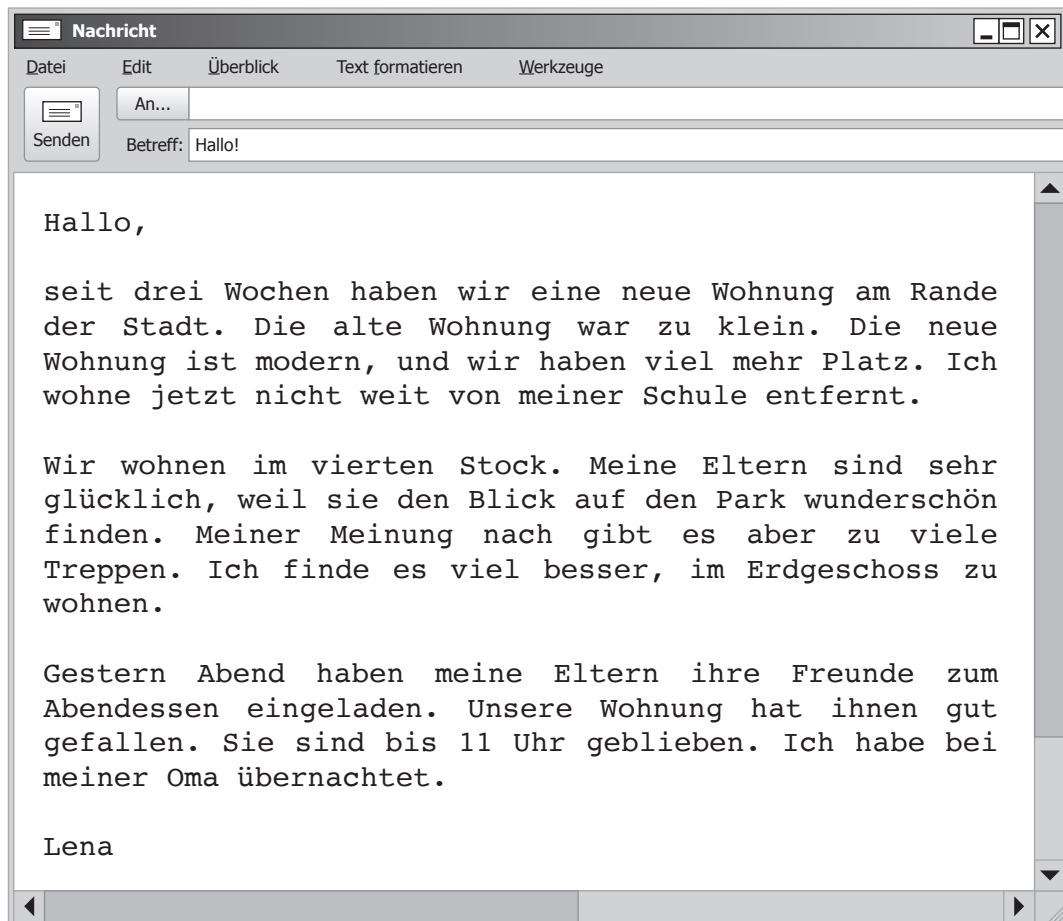 Nachricht
Datei Edit Überblick Text formatieren Werkzeuge
An...
Senden
Betreff: Hallo!
Hallo,
seit drei Wochen haben wir eine neue Wohnung am Rande
der Stadt. Die alte Wohnung war zu klein. Die neue
Wohnung ist modern, und wir haben viel mehr Platz. Ich
wohne jetzt nicht weit von meiner Schule entfernt.
Wir wohnen im vierten Stock. Meine Eltern sind sehr
glücklich, weil sie den Blick auf den Park wunderschön
finden. Meiner Meinung nach gibt es aber zu viele
Treppen. Ich finde es viel besser, im Erdgeschoss zu
wohnen.
Gestern Abend haben meine Eltern ihre Freunde zum
Abendessen eingeladen. Unsere Wohnung hat ihnen gut
gefallen. Sie sind bis 11 Uhr geblieben. Ich habe bei
meiner Oma übernachtet.
Lena